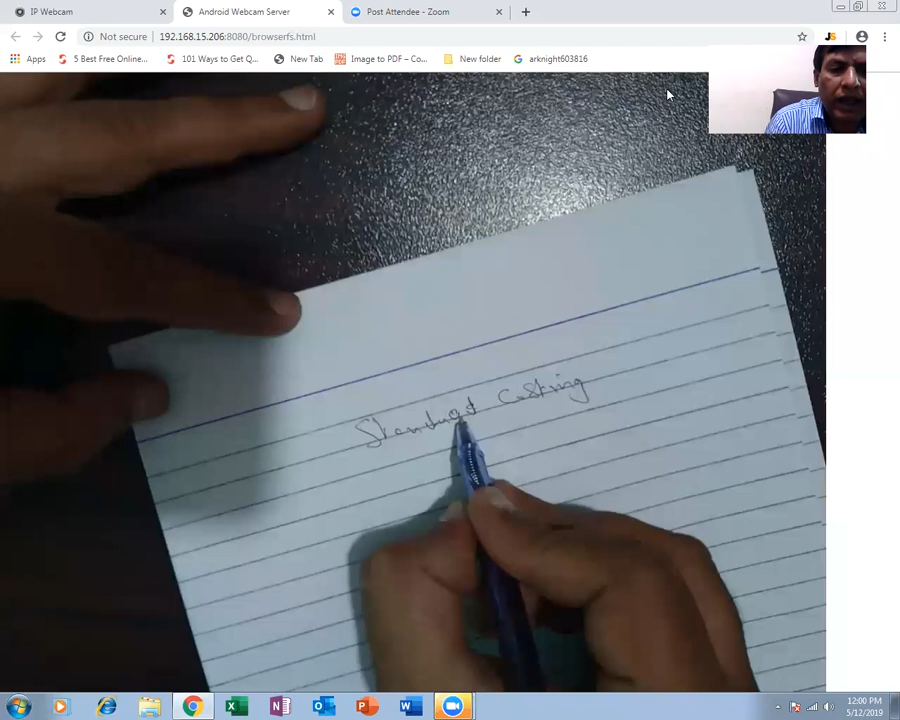 IP Webcam
Android Webcam Server
Post Attendee - Zoom
Not secure | 192.168.15.206:8080/browserfs.html
Apps
5 Best Free Online...
101 Ways to Get Q...
New Tab
Image to PDF – Co...
New folder
G arknight603816
JS
PDF
Standard Costing
12:00 PM
5/12/2019